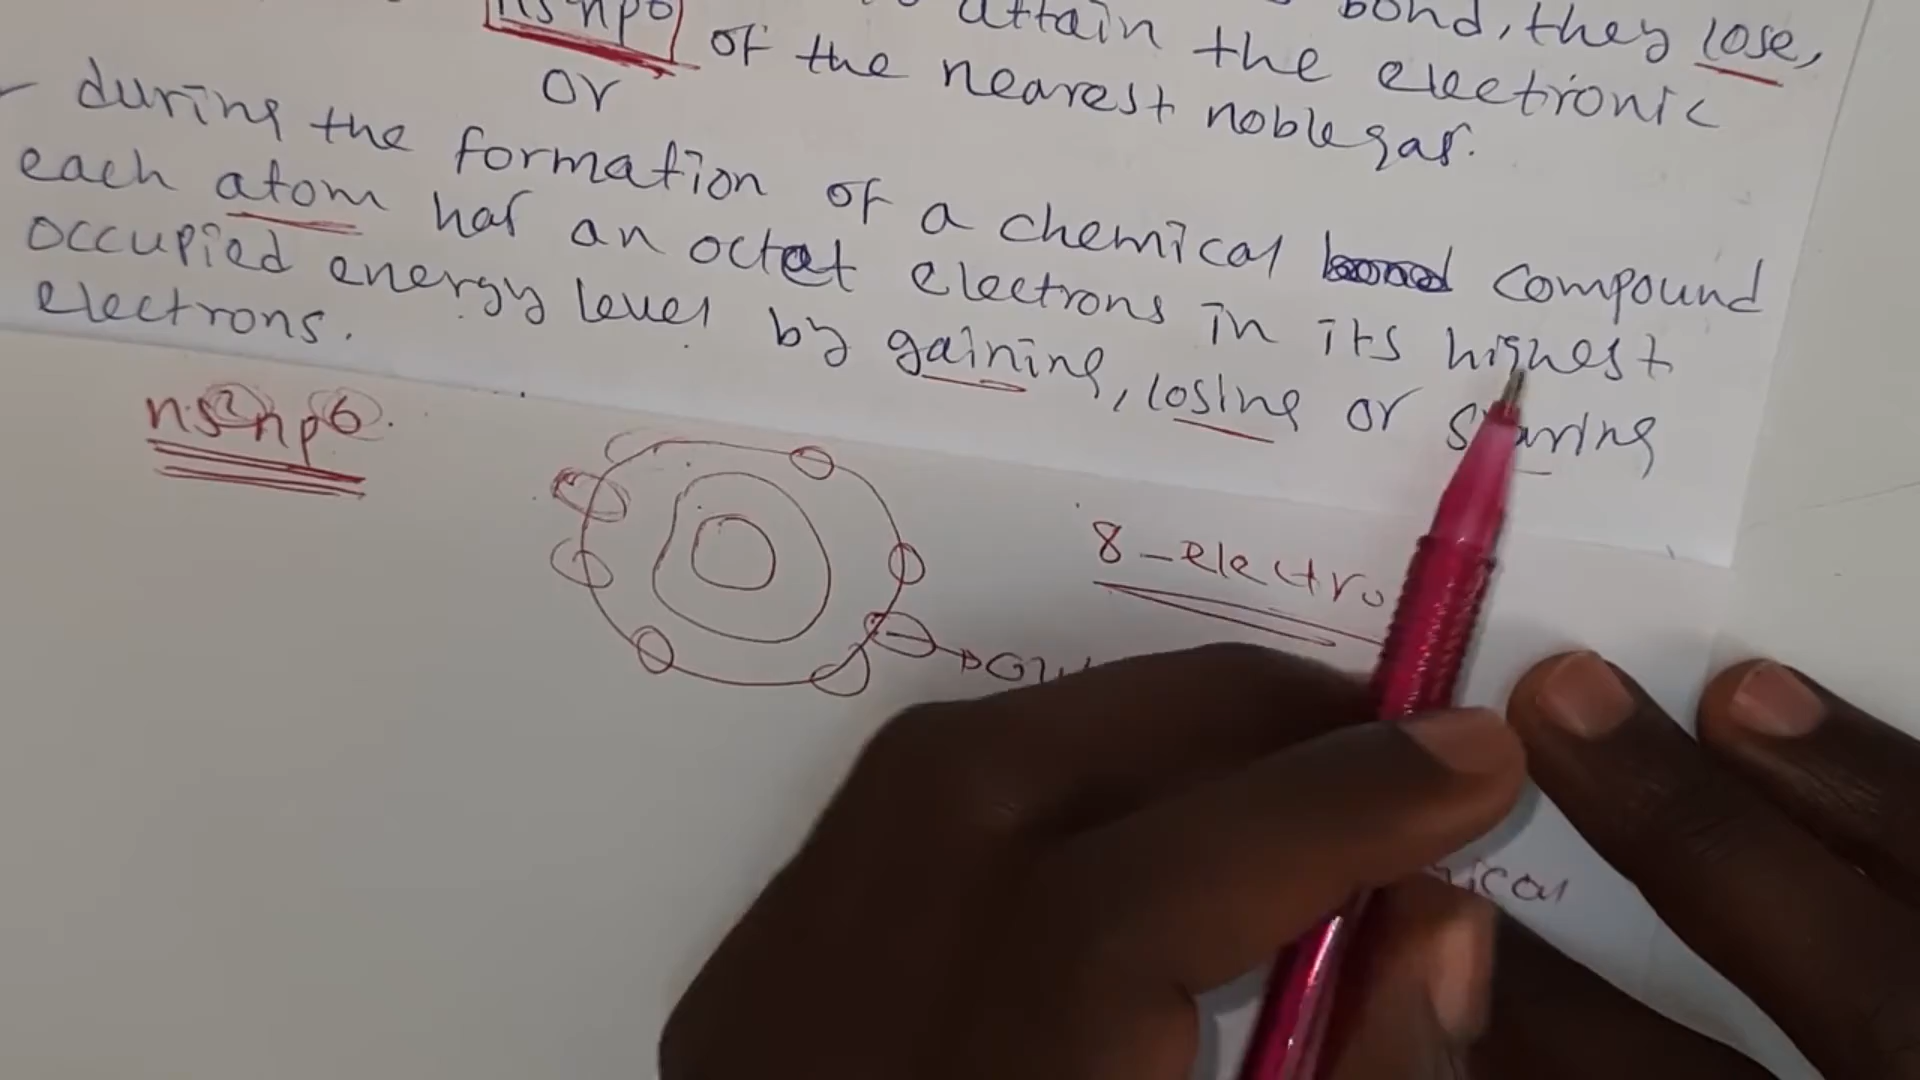 bond, they lose,
ns²np⁶ attain the electronic
or of the nearest noble gas.
during the formation of a chemical compound
each atom has an octet electrons in its highest
occupied energy level by gaining, losing or sharing
electrons.
ns²np⁶.
8-electro